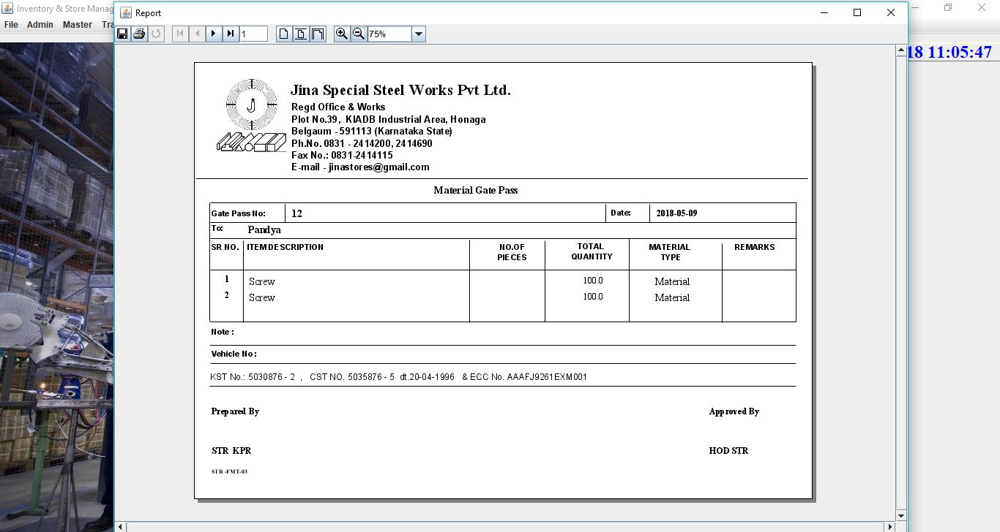 Inventory & Store Manag
Report
File Admin Master Tra
1
75%
18 11:05:47
J
Jina Special Steel Works Pvt Ltd.
Regd Office & Works
Plot No.39, KIADB Industrial Area, Honaga
Belgaum - 591113 (Karnataka State)
Ph.No. 0831 - 2414200, 2414690
Fax No.: 0831-2414115
E-mail - jinastores@gmail.com
Material Gate Pass
Gate Pass No: 12 Date: 2018-05-09
To: Pandya
SR NO. ITEM DESCRIPTION NO.OF PIECES TOTAL QUANTITY MATERIAL TYPE REMARKS
1 Screw 100.0 Material
2 Screw 100.0 Material
Note :
Vehicle No :
KST No.: 5030876 - 2 , CST NO. 5035876 - 5 dt.20-04-1996 & ECC No. AAAFJ9261EXM001
Prepared By Approved By
STR KPR HOD STR
STR -FMT-03